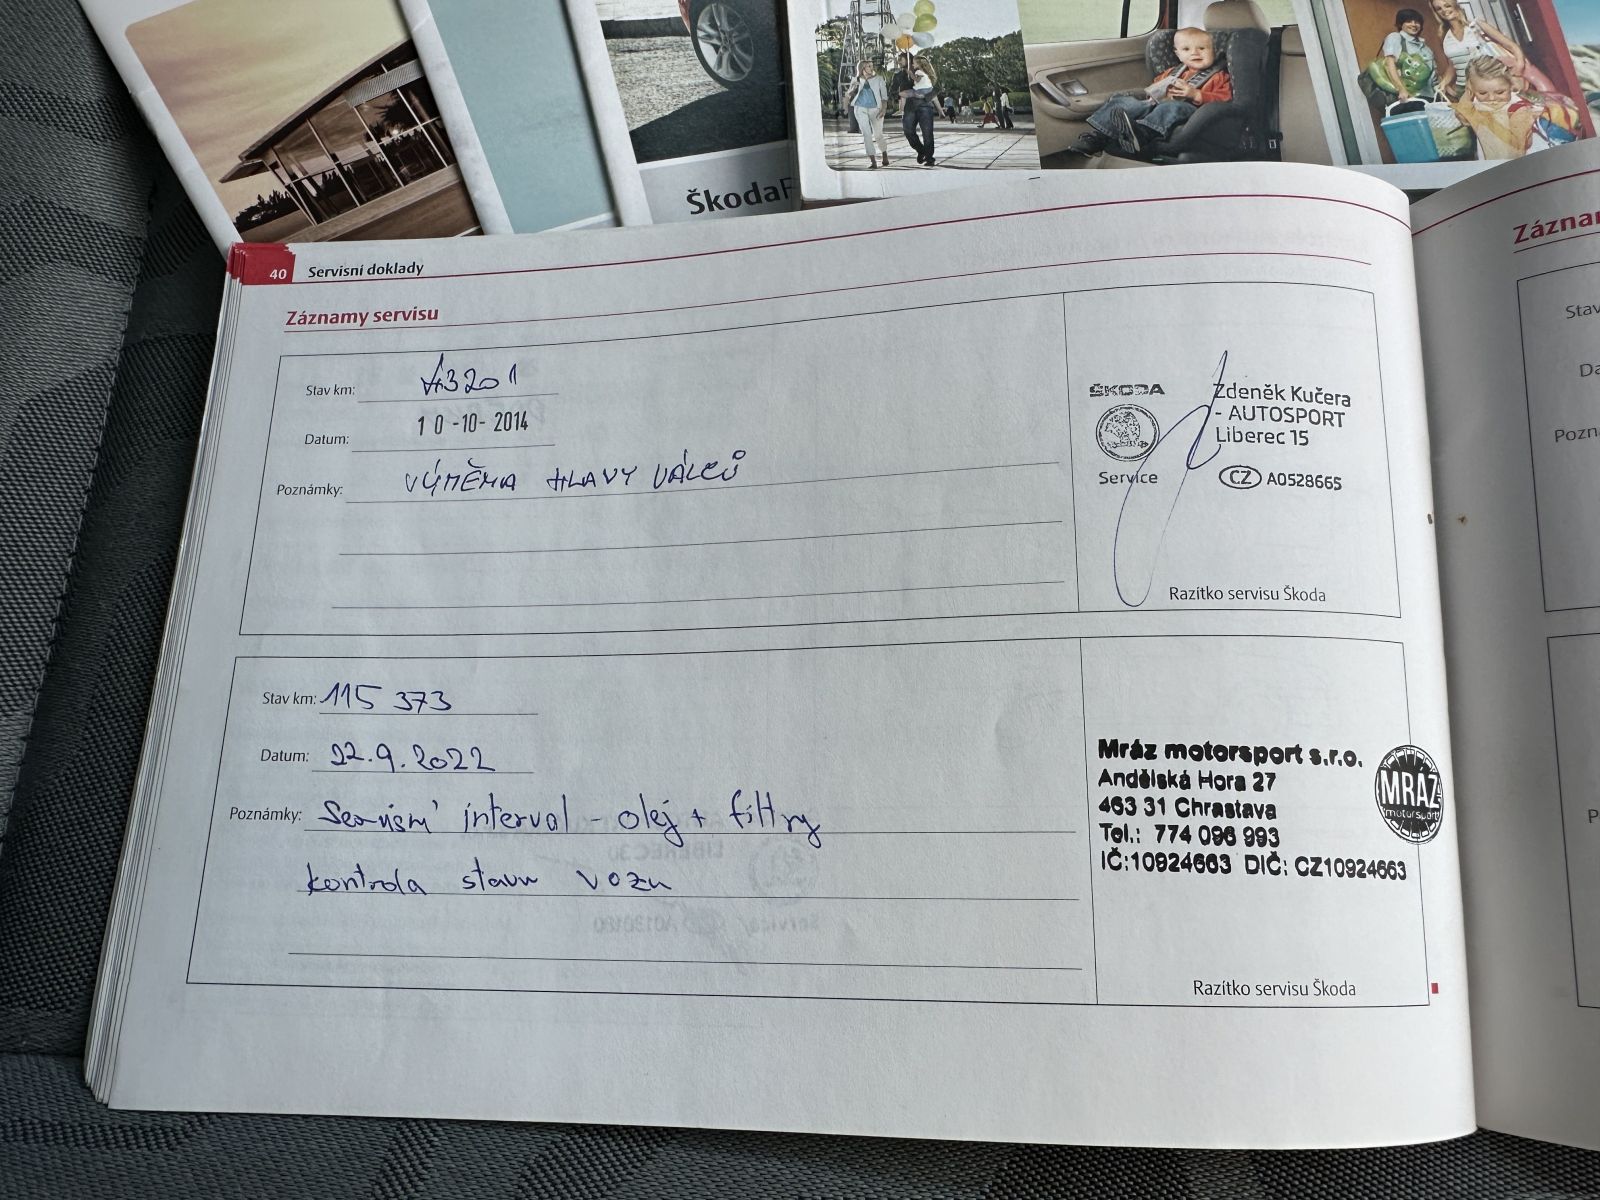 ŠkodaF
40 Servisní doklady
Záznamy servisu
Stav km:
Datum: 10-10-2014
Poznámky: VÝMĚNA HLAVY VÁLCŮ
ŠKODA
Service
Zdeněk Kučera
- AUTOSPORT
Liberec 15
CZ A0528665
Razítko servisu Škoda
Stav km: 115 373
Datum: 22.9.2022
Poznámky: Servisní interval - olej + filtry
kontrola stavu vozu
Mráz motorsport s.r.o.
Andělská Hora 27
463 31 Chrastava
Tel.: 774 096 993
IČ:10924663 DIČ: CZ10924663
MRÁZ
motorsport
Razítko servisu Škoda
Záznam
Stav
Da
Pozn
P